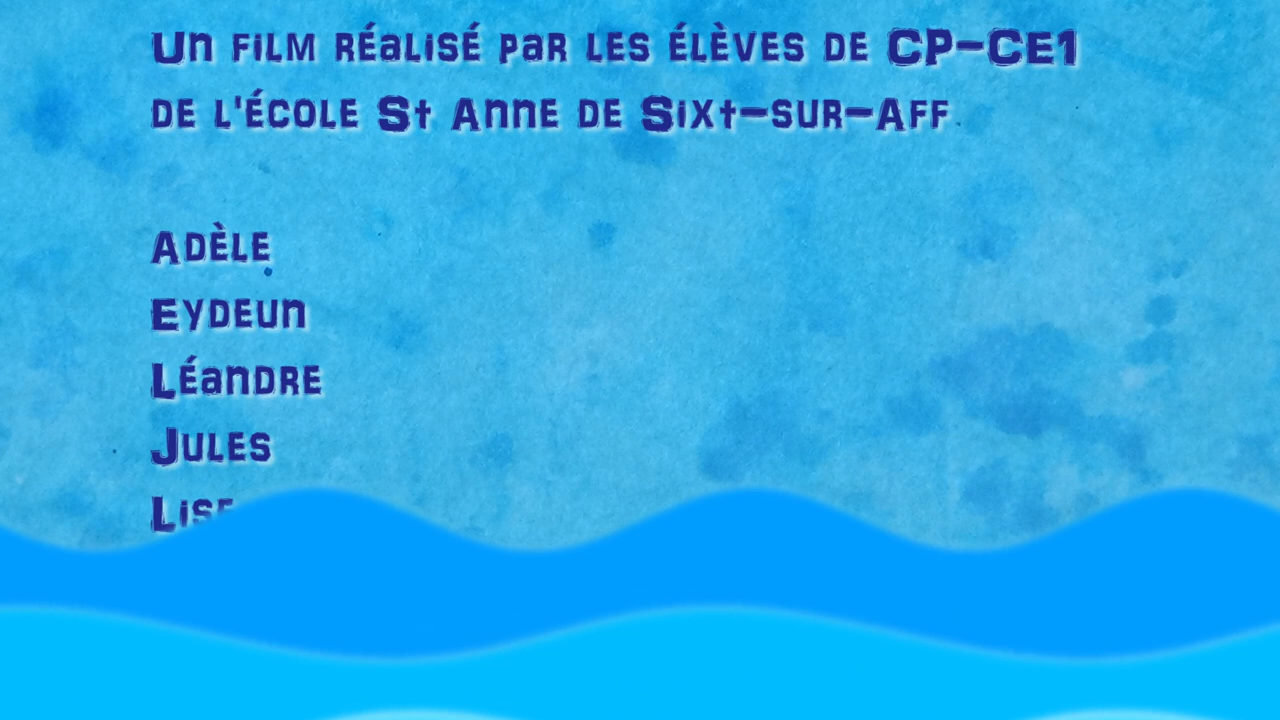 Un film réalisé par les élèves de CP-CE1
de l'école St Anne de Sixt-sur-Aff
Adèle
Eydeun
Léandre
Jules
Lise